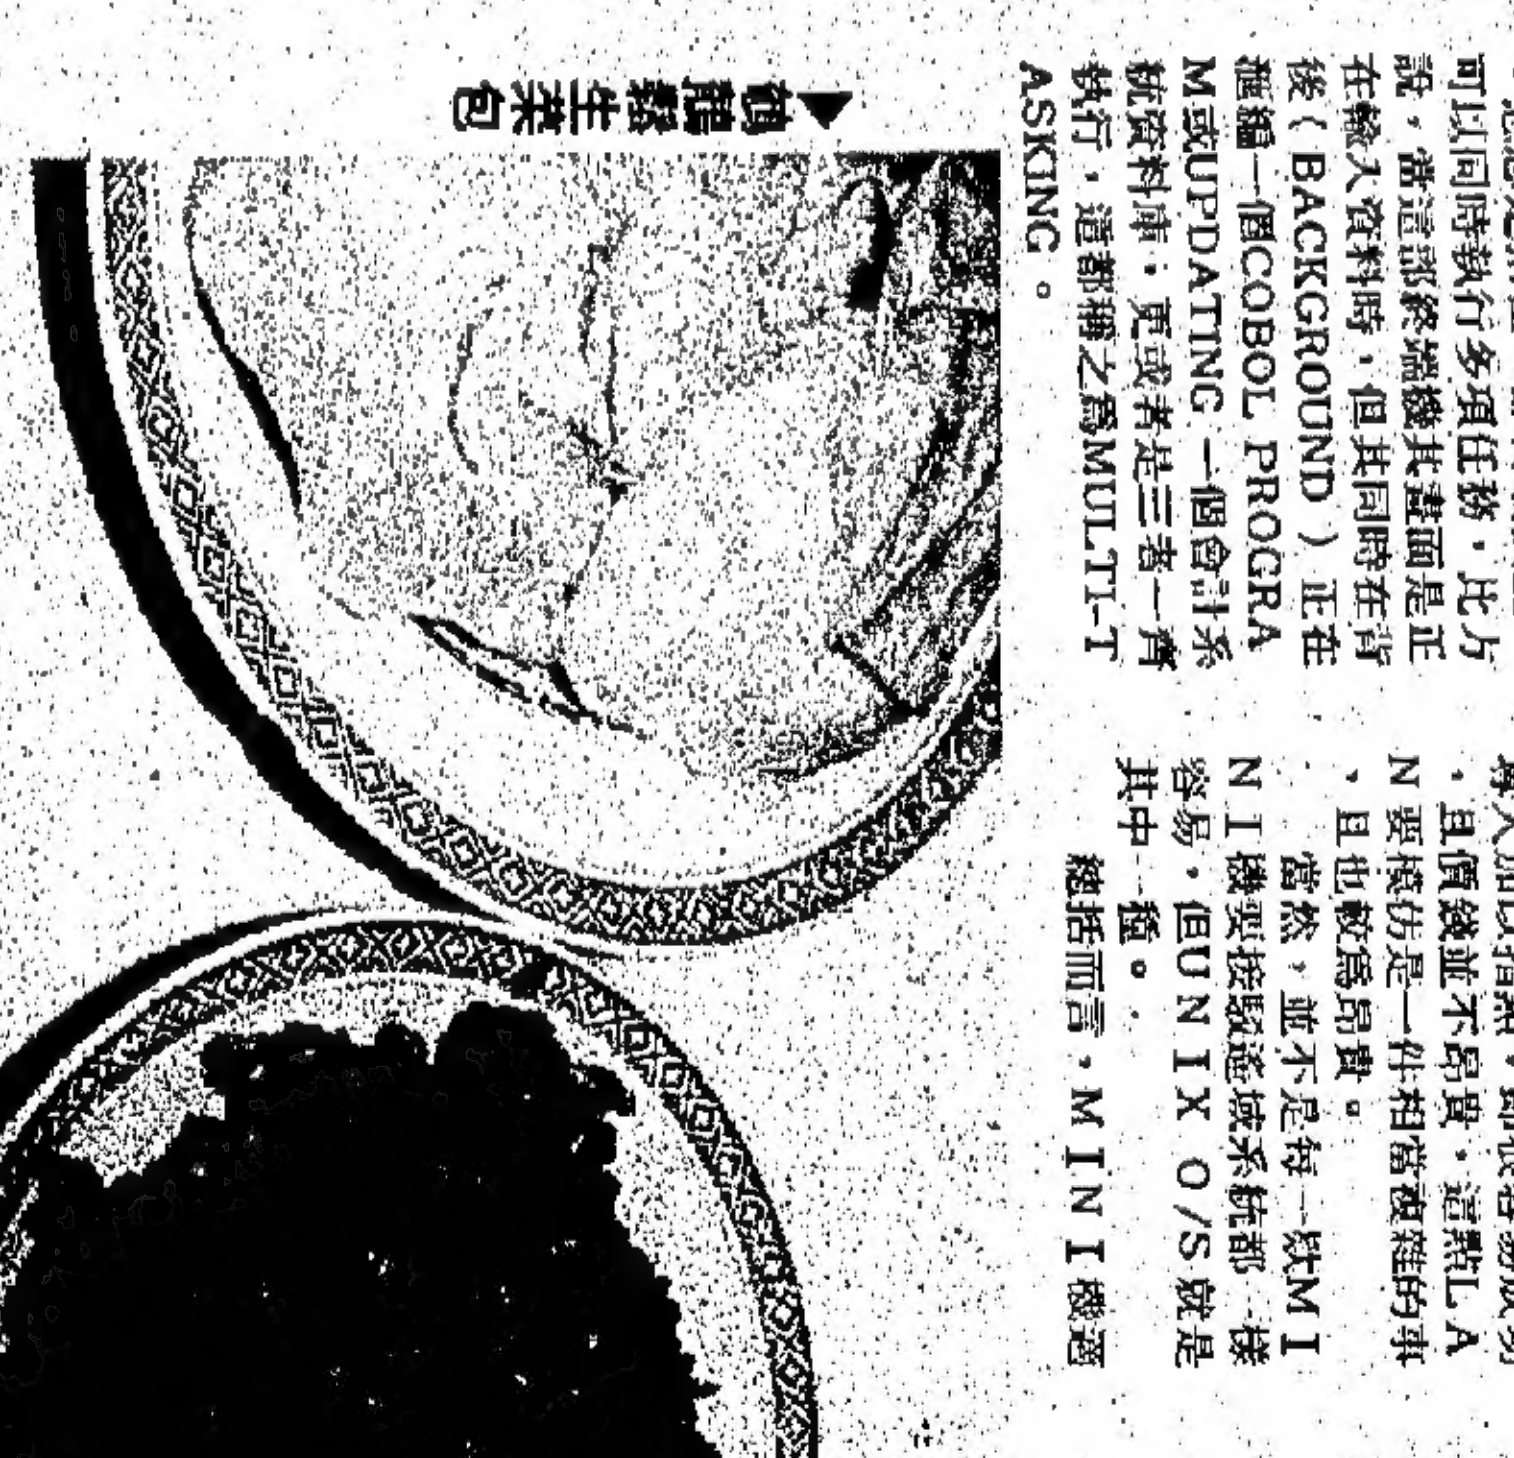 ▲鵪鶉鬆生菜包
可以同時執行多項任務，比方
說，當這部終端機其畫面是正
在輸入資料時，但其同時在背
後（BACKGROUND）正在
編一個COBOL PROGRA
M或UPDATING一個會計系
統資料庫，更或者是三者一齊
執行，這都稱之為MULTI-T
ASKING。
，且價錢並不昂貴，這點LA
N要模仿是一件相當複雜的事
，且也較為昂貴。
當然，並不是每一款MI
NI機要接駁遙域系統都一樣
容易，但UNIX O/S就是
其中一種。
總括而言，MINI機適